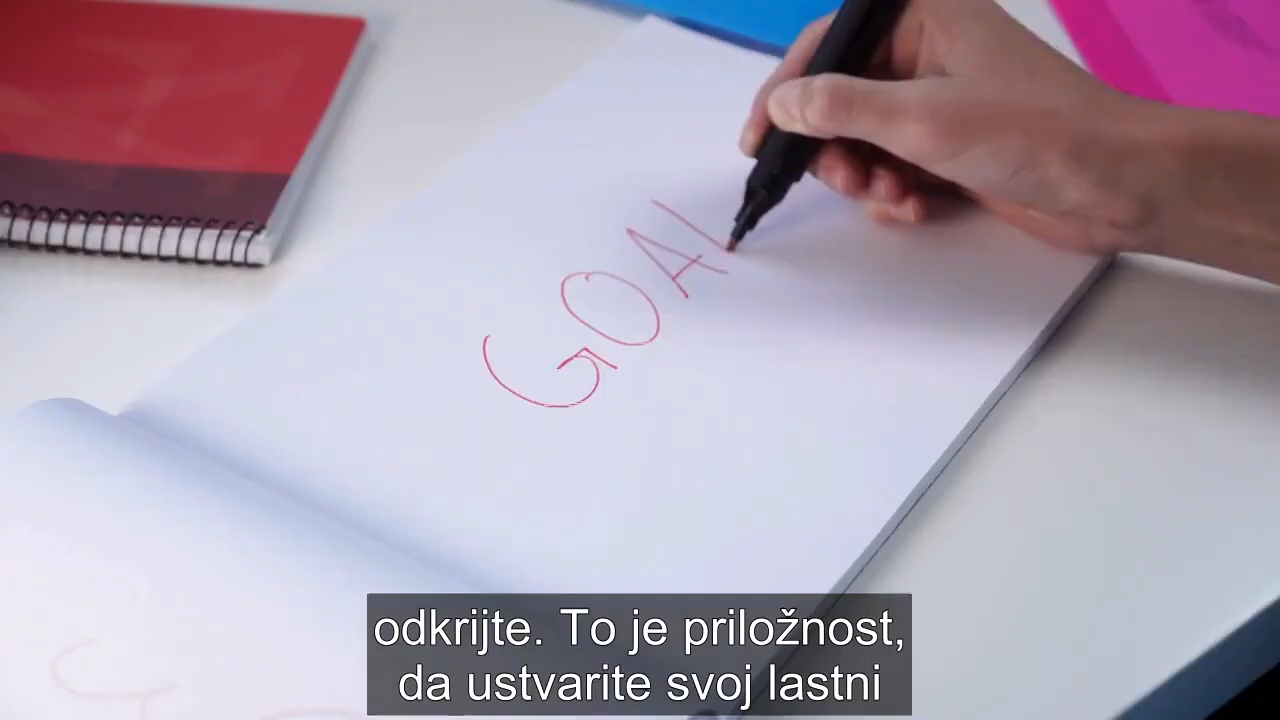 GOAL
odkrijte. To je priložnost,
da ustvarite svoj lastni